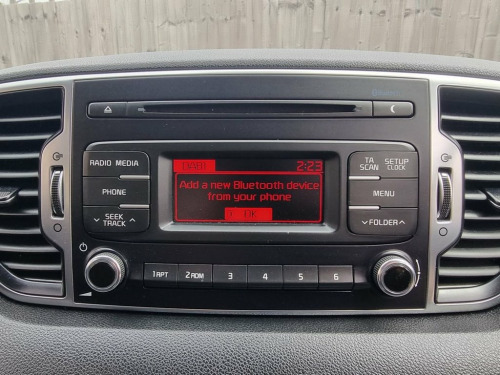 RADIO MEDIA
PHONE
SEEK
TRACK
2:23
Add a new Bluetooth device
from your phone
OK
TA
SCAN
SETUP
CLOCK
MENU
FOLDER
1 RPT
2 RDM
3
4
5
6